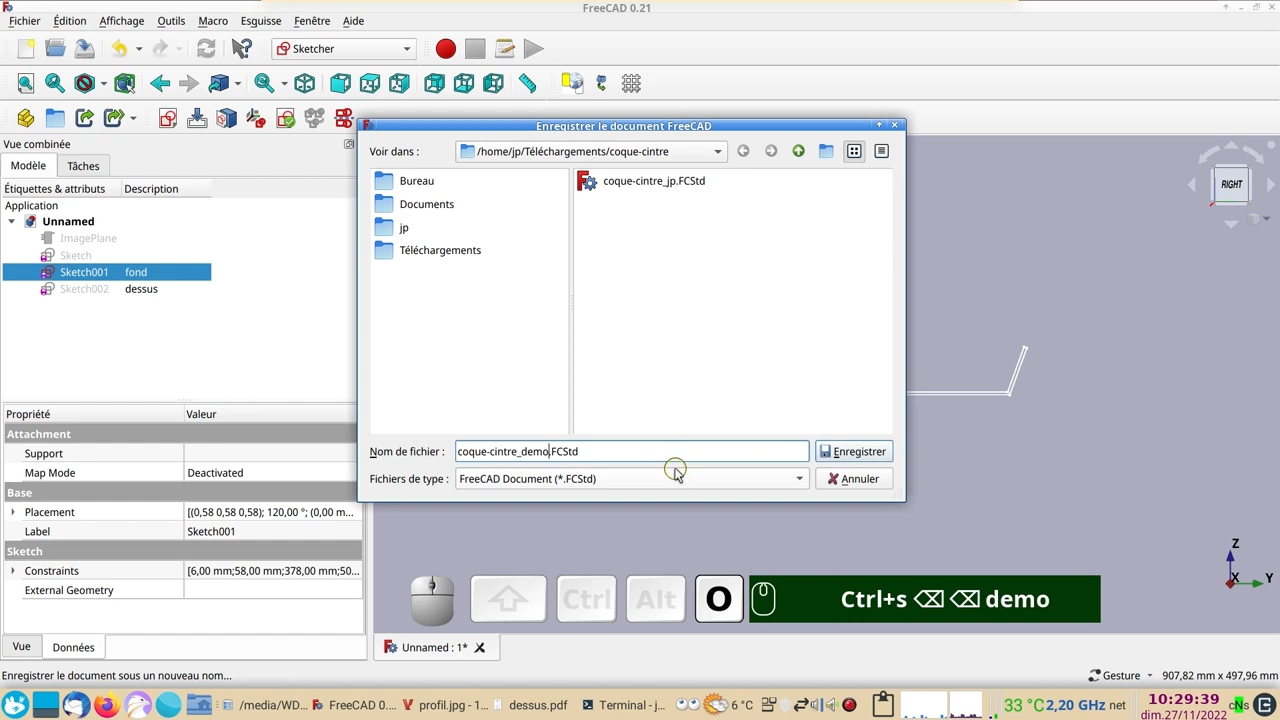 FreeCAD 0.21
Fichier Édition Affichage Outils Macro Esquisse Fenêtre Aide
Sketcher
Vue combinée
Modèle Tâches
Étiquettes & attributs Description
Application
Unnamed
ImagePlane
Sketch
Sketch001 fond
Sketch002 dessus
Propriété Valeur
Attachment
Support
Map Mode Deactivated
Base
Placement [(0,58 0,58 0,58); 120,00 °; (0,00 m...
Label Sketch001
Sketch
Constraints [6,00 mm;58,00 mm;378,00 mm;50...
External Geometry
Vue Données
Enregistrer le document FreeCAD
Voir dans : /home/jp/Téléchargements/coque-cintre
Bureau
Documents
jp
Téléchargements
coque-cintre_jp.FCStd
Nom de fichier : coque-cintre_demo.FCStd Enregistrer
Fichiers de type : FreeCAD Document (*.FCStd) Annuler
RIGHT
Z
X Y
Ctrl Alt O Ctrl+s ⌫ ⌫ demo
Unnamed : 1*
Enregistrer le document sous un nouveau nom... Gesture 907,82 mm x 497,96 mm
/media/WD... FreeCAD 0.... profil.jpg - 1... dessus.pdf Terminal - j... 6 °C 33 °C 2,20 GHz net 10:29:39 cNs
dim.27/11/2022